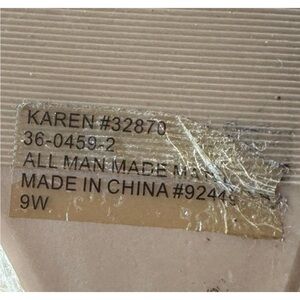 KAREN #32870
36-0459-2
ALL MAN MADE
MADE IN CHINA
9W